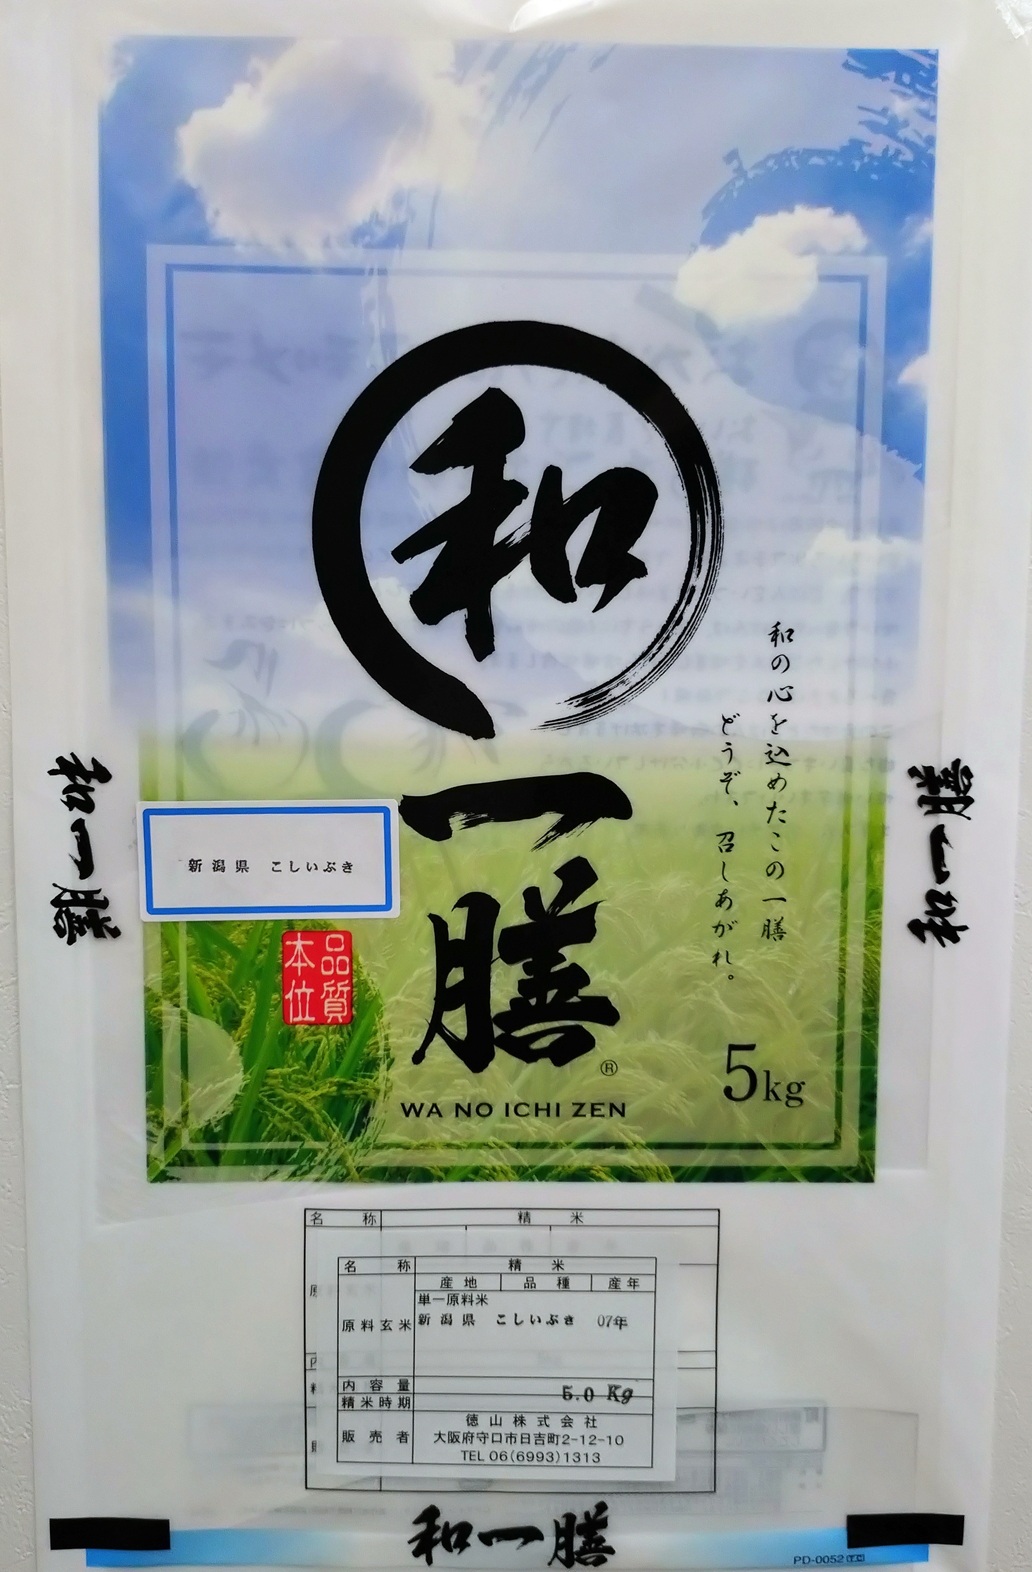 和
一
膳
®
WA NO ICHI ZEN
和の心を込めたこの一膳
どうぞ、召しあがれ。
新潟県 こしいぶき
品質
本位
5kg
和一膳
和一膳
名 称 精 米
名 称 精 米
産地 品種 産年
原料玄米 単一原料米
新潟県 こしいぶき 07年
内容量 5.0 Kg
精米時期
販売者 徳山株式会社
大阪府守口市日吉町2-12-10
TEL 06(6993)1313
和一膳
PD-0052